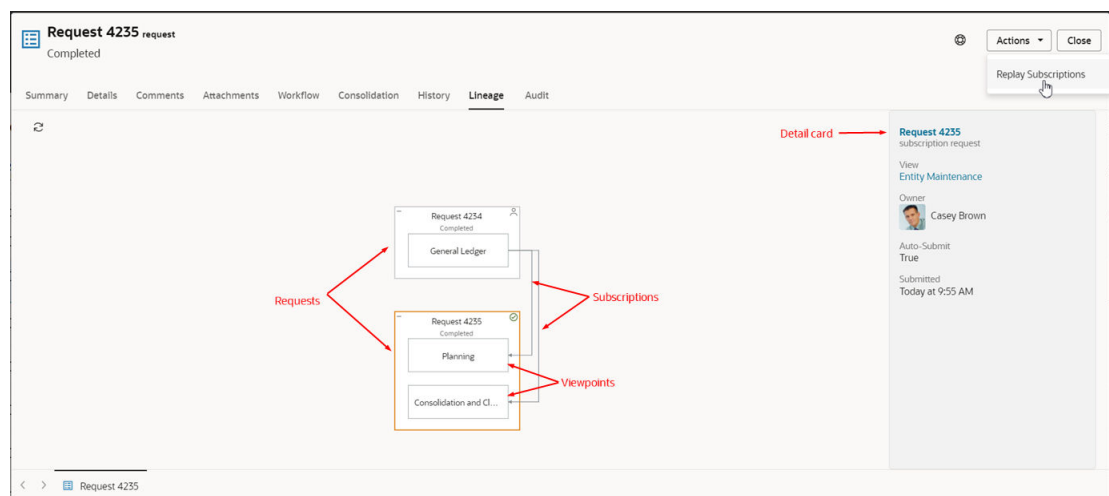 Request 4235 request
Completed
Actions
Close
Replay Subscriptions
Summary Details Comments Attachments Workflow Consolidation History Lineage Audit
Detail card
Request 4235
subscription request
View
Entity Maintenance
Owner
Casey Brown
Auto-Submit
True
Submitted
Today at 9:55 AM
Request 4234
Completed
General Ledger
Requests
Subscriptions
Request 4235
Completed
Planning
Viewpoints
Consolidation and Cl...
Request 4235